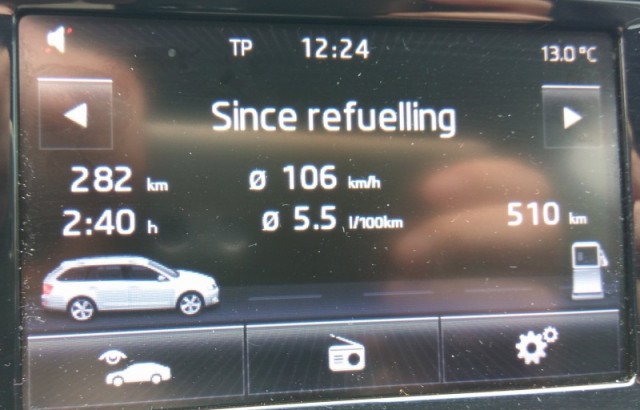 TP 12:24 13.0 °C
Since refuelling
282 km ø 106 km/h
2:40 h ø 5.5 l/100km 510 km